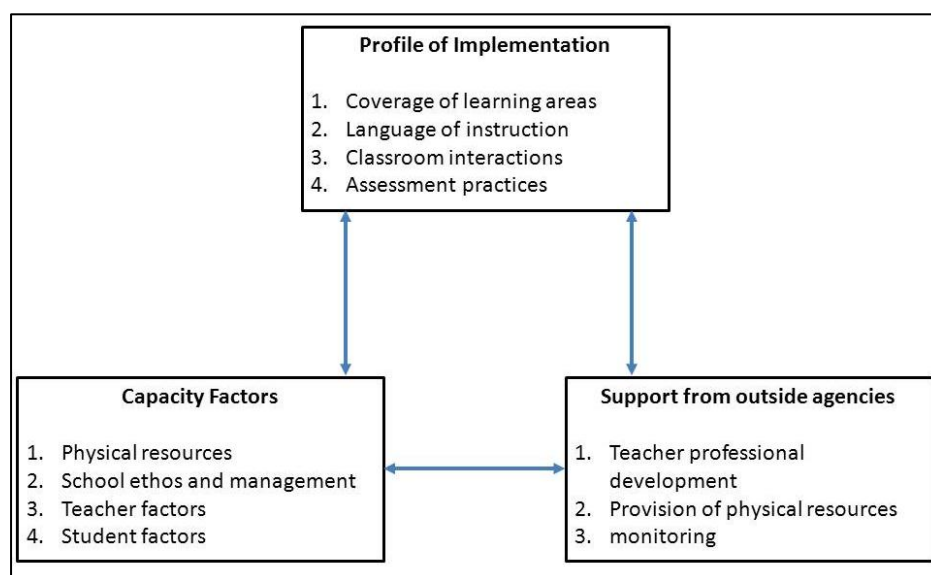 Profile of Implementation
1. Coverage of learning areas
2. Language of instruction
3. Classroom interactions
4. Assessment practices
Capacity Factors
1. Physical resources
2. School ethos and management
3. Teacher factors
4. Student factors
Support from outside agencies
1. Teacher professional
development
2. Provision of physical resources
3. monitoring